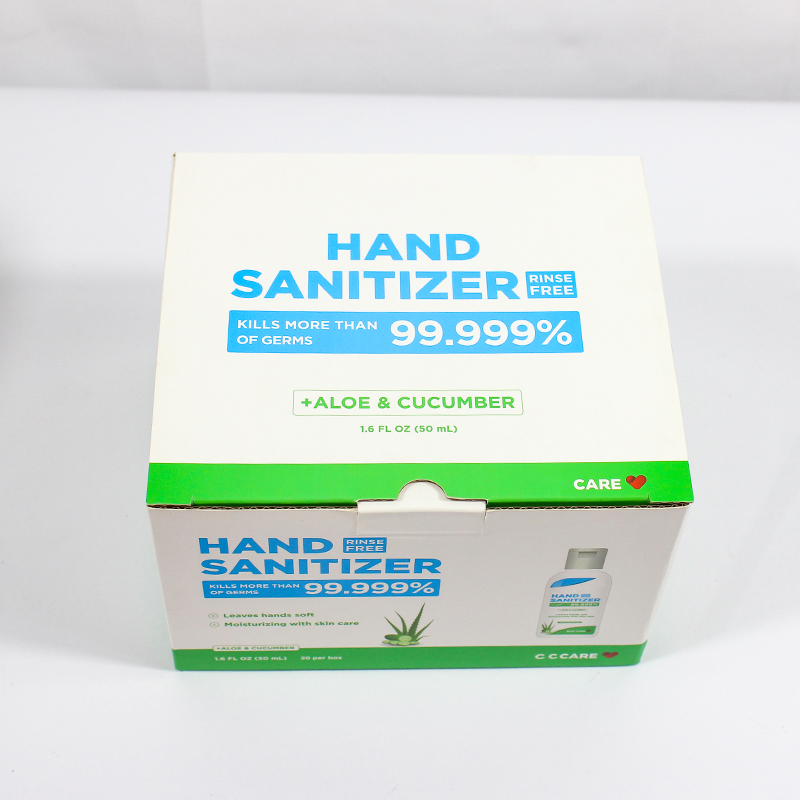 HAND
SANITIZER RINSE FREE
KILLS MORE THAN 99.999%
OF GERMS
+ALOE & CUCUMBER
1.6 FL OZ (50 mL)
CARE
HAND RINSE FREE
SANITIZER
KILLS MORE THAN 99.999%
OF GERMS
Leaves hands soft
Moisturizing with skin care
+ALOE & CUCUMBER
1.6 FL OZ (50 mL) 20 per box
C C CARE
HAND
SANITIZER
99.999%